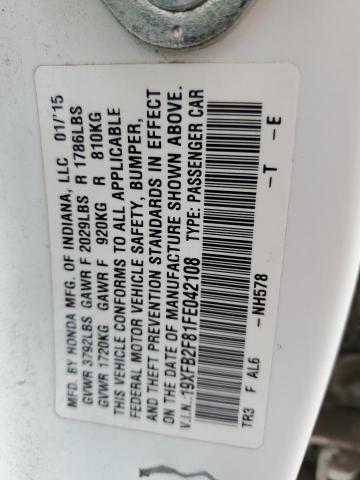 MFD. BY HONDA MFG. OF INDIANA, LLC 01/'15
GVWR 3792LBS GAWR F 2029LBS R 1786LBS
GVWR 1720KG GAWR F 920KG R 810KG
THIS VEHICLE CONFORMS TO ALL APPLICABLE
FEDERAL MOTOR VEHICLE SAFETY, BUMPER,
AND THEFT PREVENTION STANDARDS IN EFFECT
ON THE DATE OF MANUFACTURE SHOWN ABOVE.
V.I.N.:19XFB2F81FE042108 TYPE: PASSENGER CAR
-NH578 -T -E
TR3 F AL6